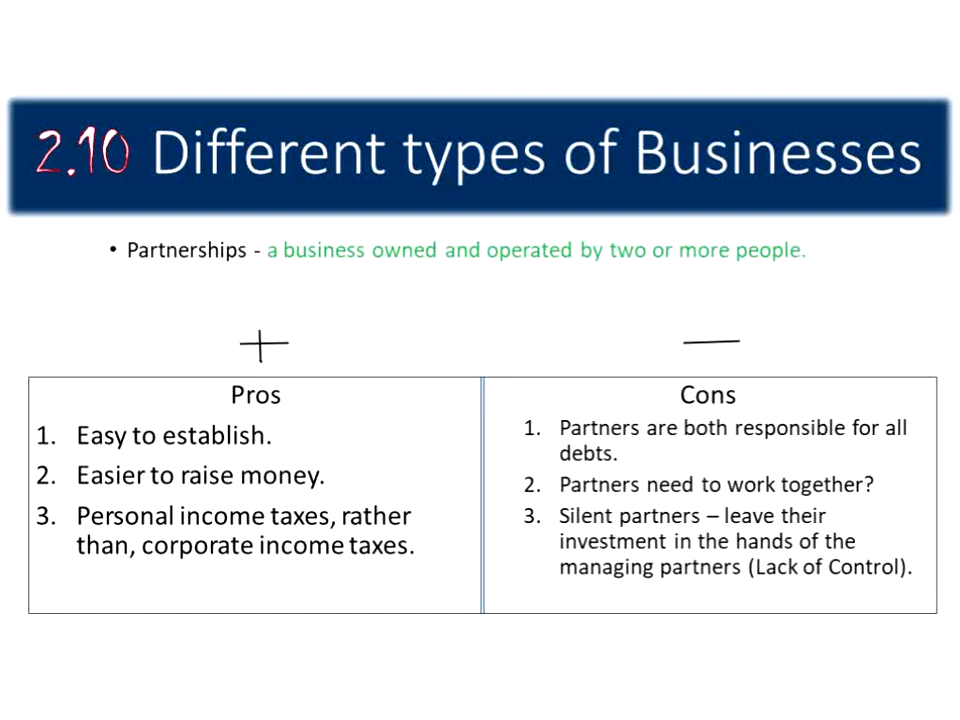 2.10 Different types of Businesses
• Partnerships - a business owned and operated by two or more people.
+
—
Pros
1. Easy to establish.
2. Easier to raise money.
3. Personal income taxes, rather
than, corporate income taxes.
Cons
1. Partners are both responsible for all
debts.
2. Partners need to work together?
3. Silent partners – leave their
investment in the hands of the
managing partners (Lack of Control).